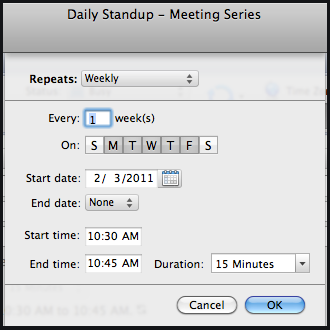 Daily Standup – Meeting Series
Repeats: Weekly
Every: 1 week(s)
On: S M T W T F S
Start date: 2/ 3/2011
End date: None
Start time: 10:30 AM
End time: 10:45 AM Duration: 15 Minutes
Cancel OK